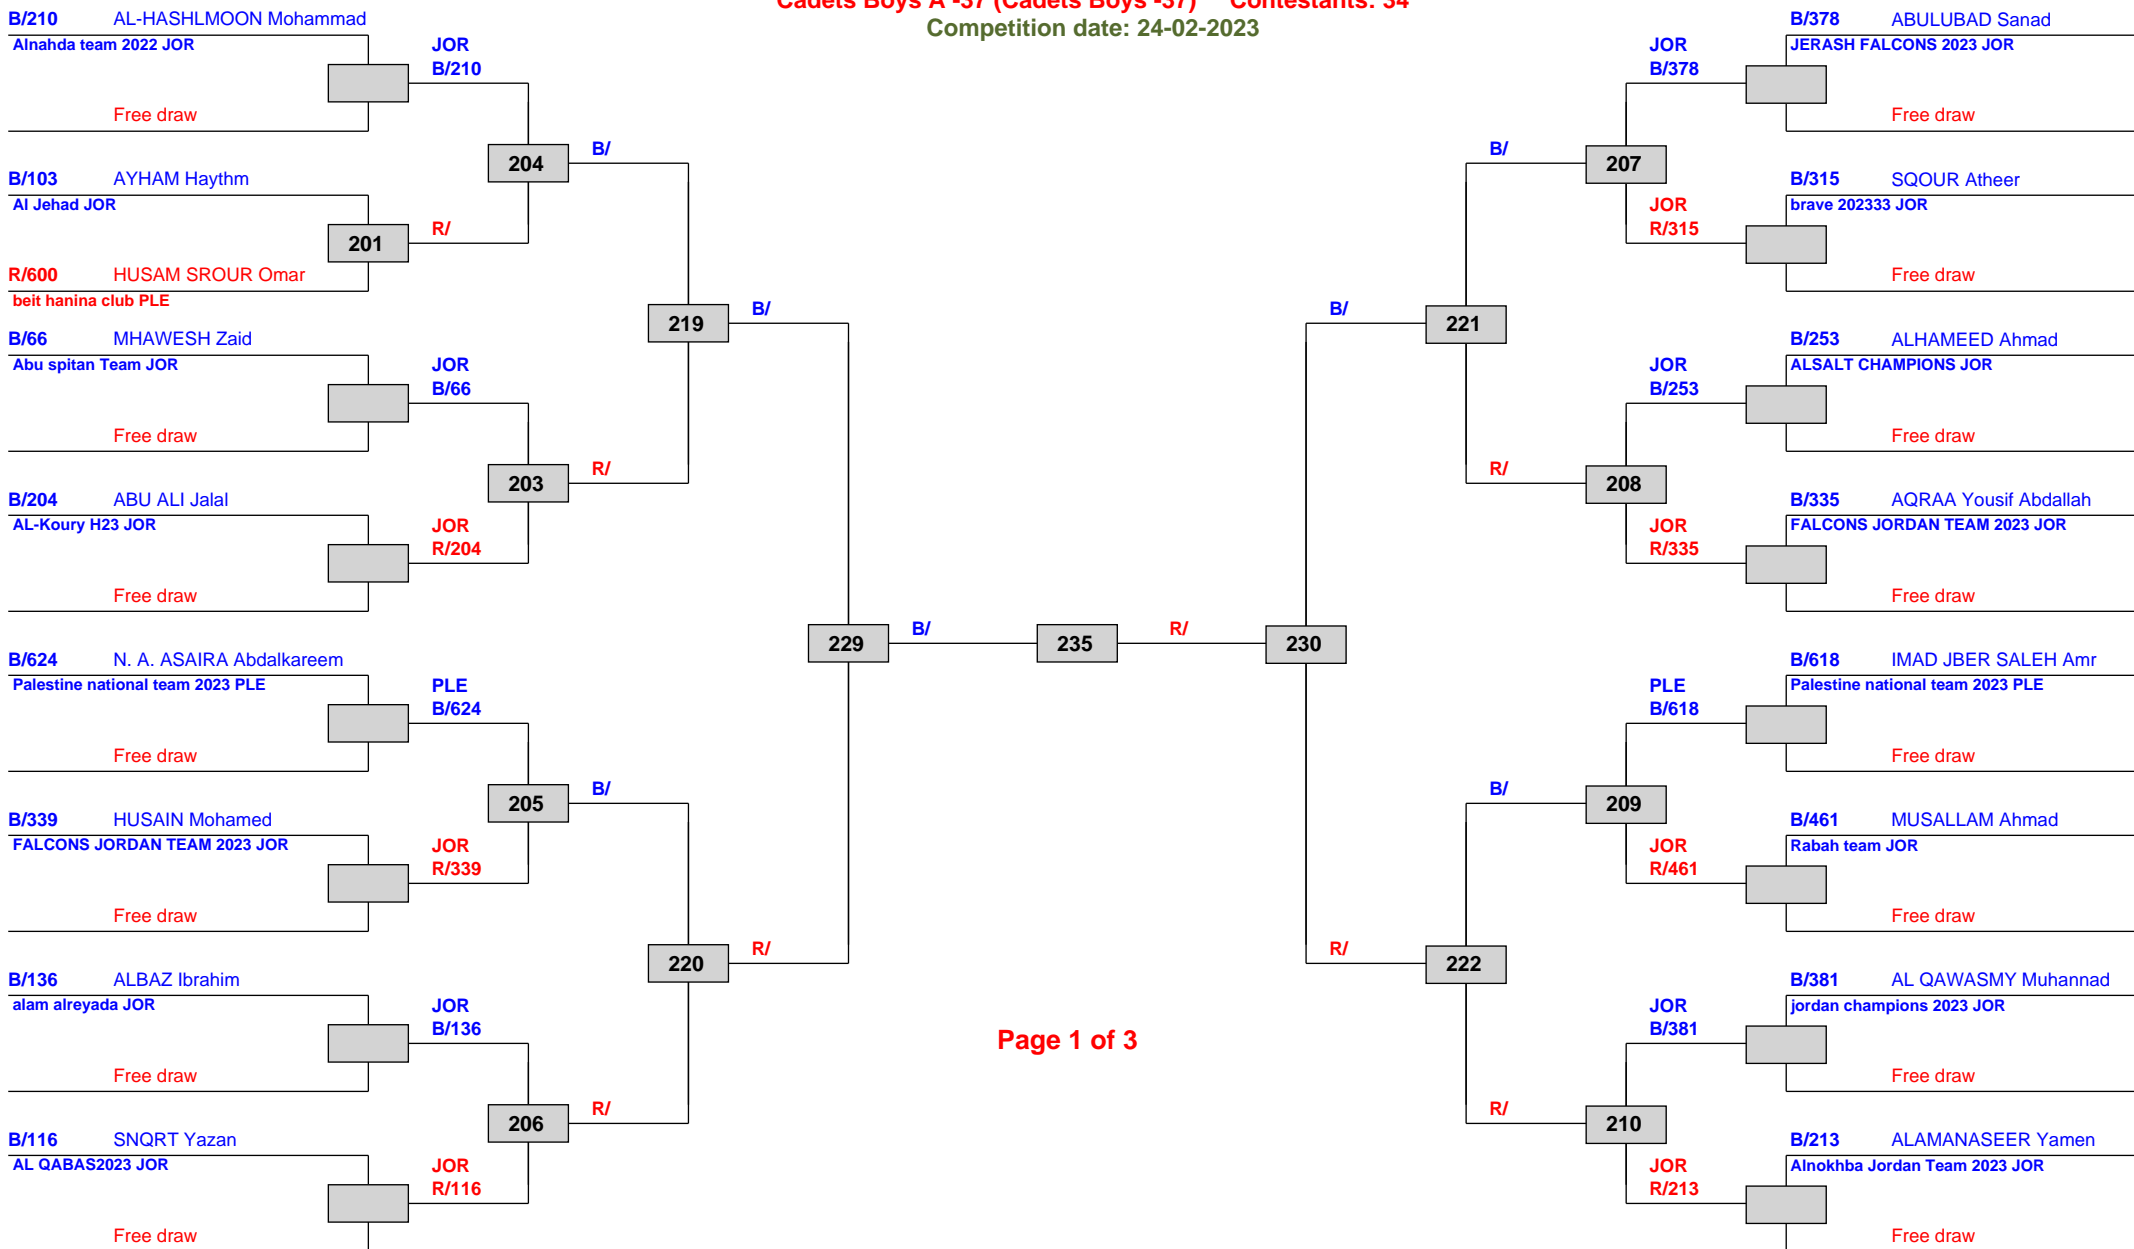 Cadets Boys A -37 (Cadets Boys -37) Contestants: 34
Competition date: 24-02-2023
B/210 AL-HASHLMOON Mohammad
Alnahda team 2022 JOR
Free draw
JOR
B/210
B/103 AYHAM Haythm
Al Jehad JOR
201
R/
R/600 HUSAM SROUR Omar
beit hanina club PLE
204
B/
B/66 MHAWESH Zaid
Abu spitan Team JOR
Free draw
JOR
B/66
203
R/
B/204 ABU ALI Jalal
AL-Koury H23 JOR
Free draw
JOR
R/204
219
B/
B/624 N. A. ASAIRA Abdalkareem
Palestine national team 2023 PLE
Free draw
PLE
B/624
205
B/
B/339 HUSAIN Mohamed
FALCONS JORDAN TEAM 2023 JOR
Free draw
JOR
R/339
220
R/
B/136 ALBAZ Ibrahim
alam alreyada JOR
Free draw
JOR
B/136
206
R/
B/116 SNQRT Yazan
AL QABAS2023 JOR
Free draw
JOR
R/116
229
B/
235
R/
230
Page 1 of 3
B/378 ABULUBAD Sanad
JERASH FALCONS 2023 JOR
Free draw
JOR
B/378
207
B/
B/315 SQOUR Atheer
brave 202333 JOR
Free draw
JOR
R/315
221
B/
B/253 ALHAMEED Ahmad
ALSALT CHAMPIONS JOR
Free draw
JOR
B/253
208
R/
B/335 AQRAA Yousif Abdallah
FALCONS JORDAN TEAM 2023 JOR
Free draw
JOR
R/335
B/618 IMAD JBER SALEH Amr
Palestine national team 2023 PLE
Free draw
PLE
B/618
209
B/
B/461 MUSALLAM Ahmad
Rabah team JOR
Free draw
JOR
R/461
222
R/
B/381 AL QAWASMY Muhannad
jordan champions 2023 JOR
Free draw
JOR
B/381
210
R/
B/213 ALAMANASEER Yamen
Alnokhba Jordan Team 2023 JOR
Free draw
JOR
R/213